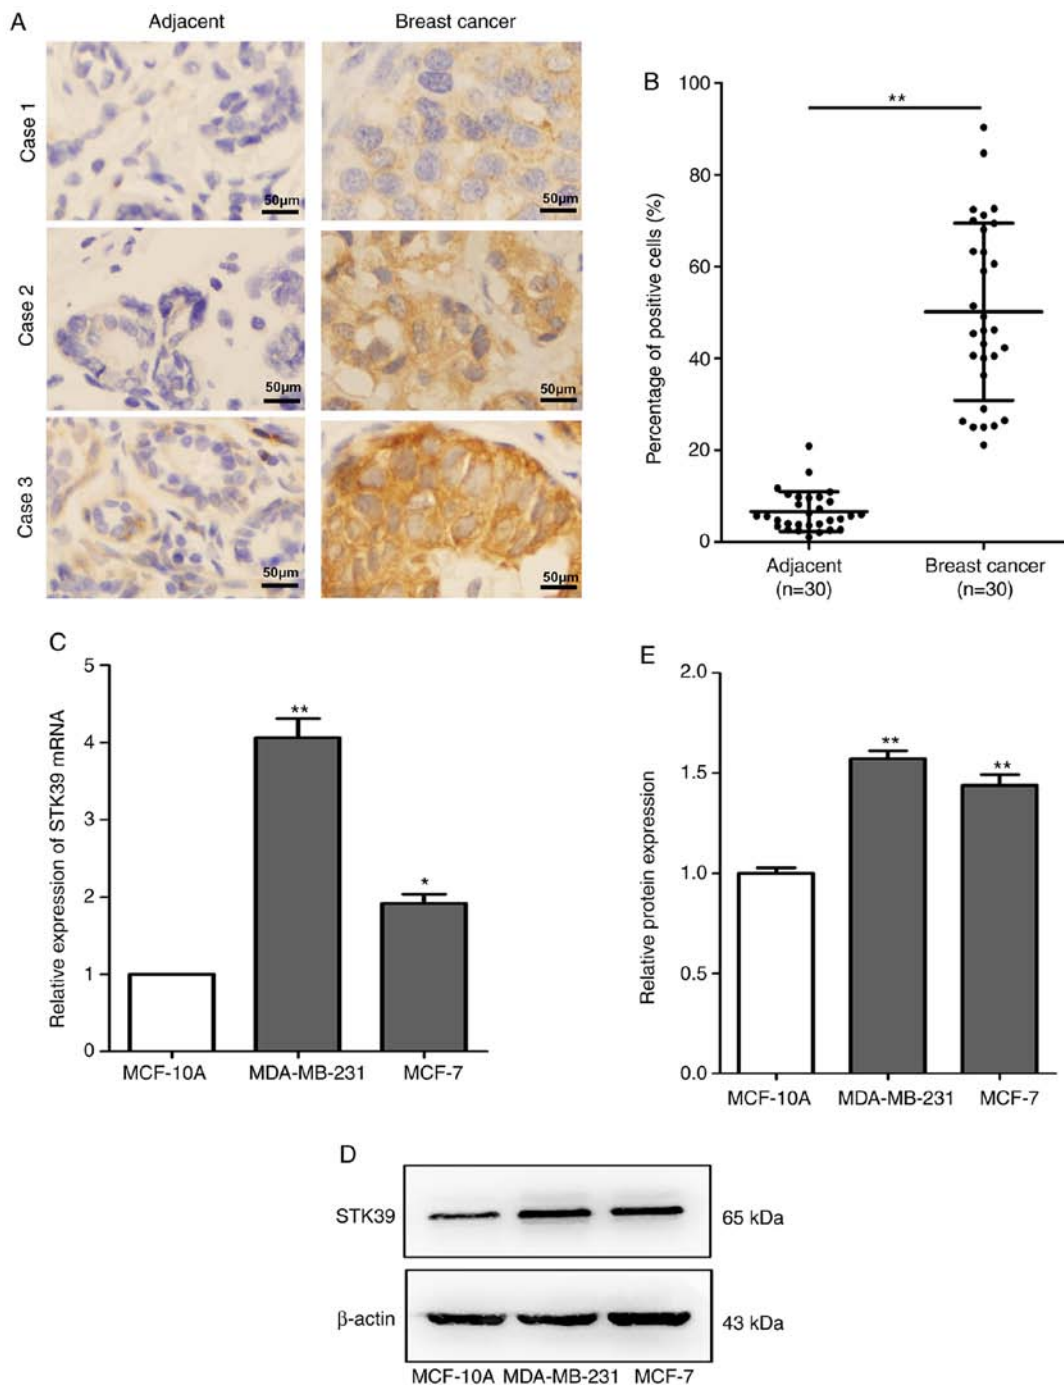 A
Adjacent
Breast cancer
Case 1
50μm
50μm
Case 2
50μm
50μm
Case 3
50μm
50μm
B
Percentage of positive cells (%)
100
80
60
40
20
0
**
Adjacent
(n=30)
Breast cancer
(n=30)
C
Relative expression of STK39 mRNA
5
4
3
2
1
0
**
*
MCF-10A
MDA-MB-231
MCF-7
E
Relative protein expression
2.0
1.5
1.0
0.5
0.0
**
**
MCF-10A
MDA-MB-231
MCF-7
D
STK39
65 kDa
β-actin
43 kDa
MCF-10A MDA-MB-231 MCF-7